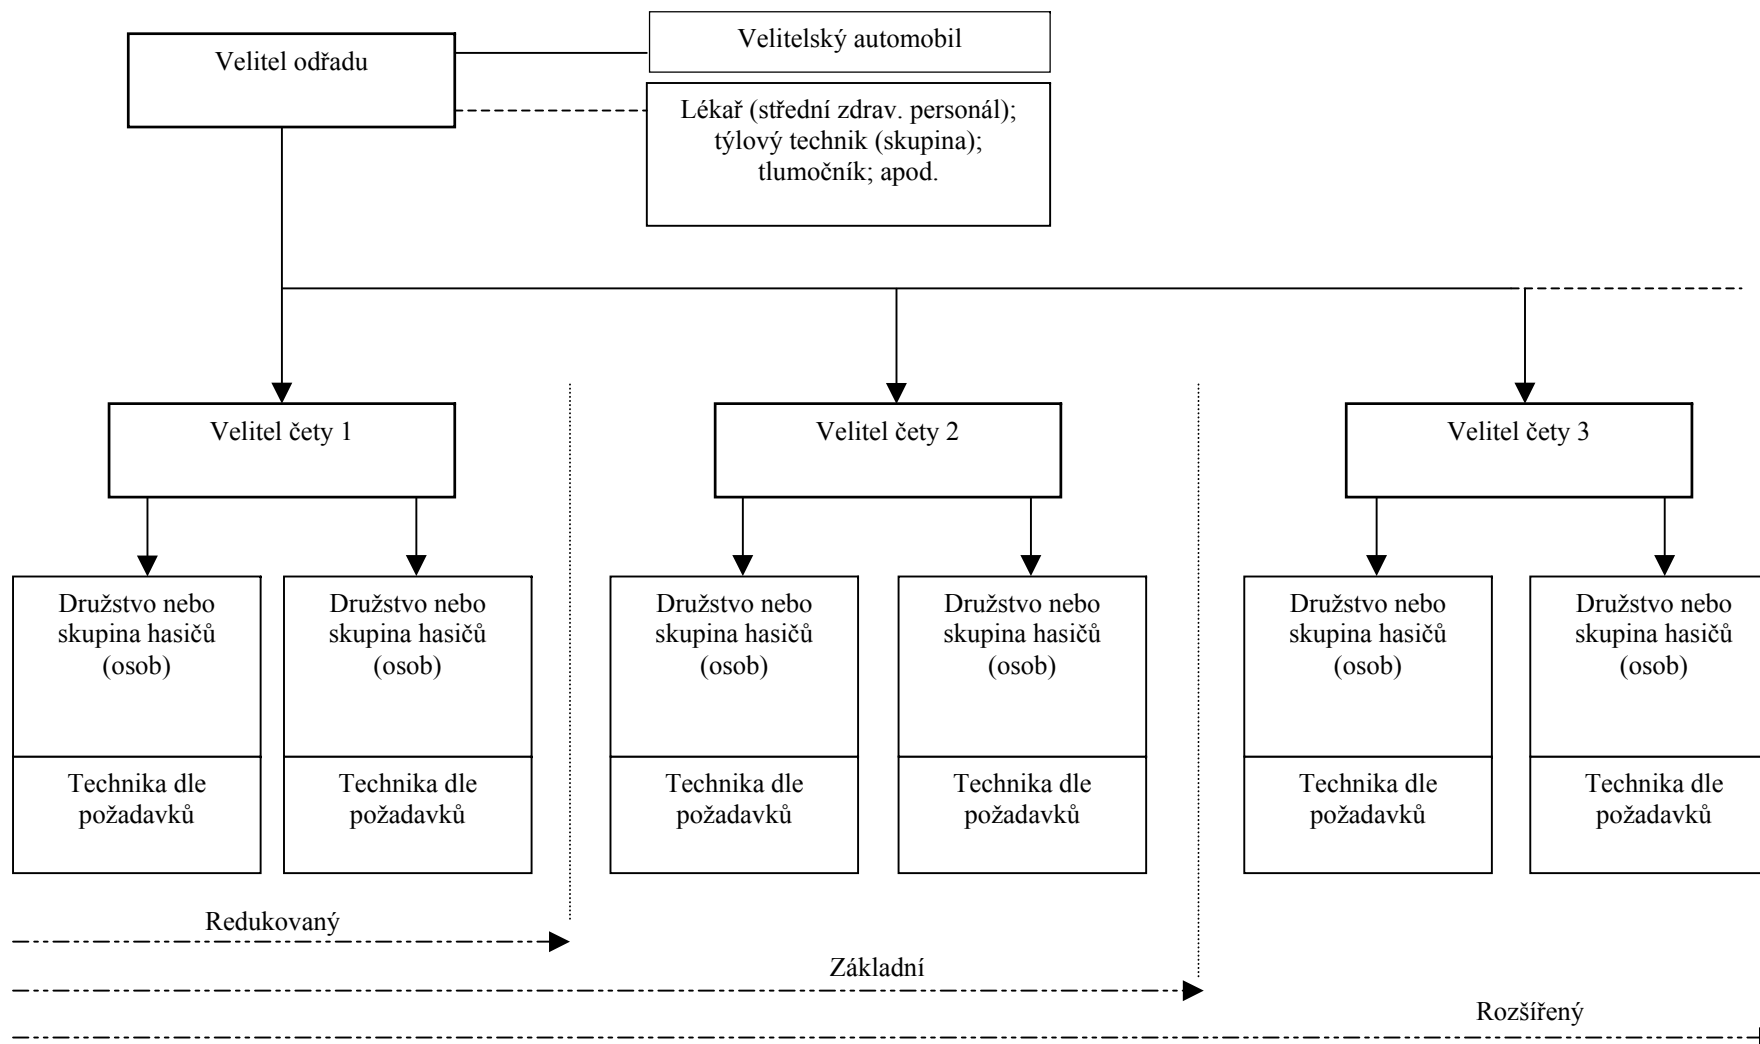 Velitel odřadu
Velitelský automobil
Lékař (střední zdrav. personál);
týlový technik (skupina);
tlumočník; apod.
Velitel čety 1
Velitel čety 2
Velitel čety 3
Družstvo nebo
skupina hasičů
(osob)
Družstvo nebo
skupina hasičů
(osob)
Družstvo nebo
skupina hasičů
(osob)
Družstvo nebo
skupina hasičů
(osob)
Družstvo nebo
skupina hasičů
(osob)
Družstvo nebo
skupina hasičů
(osob)
Technika dle
požadavků
Technika dle
požadavků
Technika dle
požadavků
Technika dle
požadavků
Technika dle
požadavků
Technika dle
požadavků
Redukovaný
Základní
Rozšířený